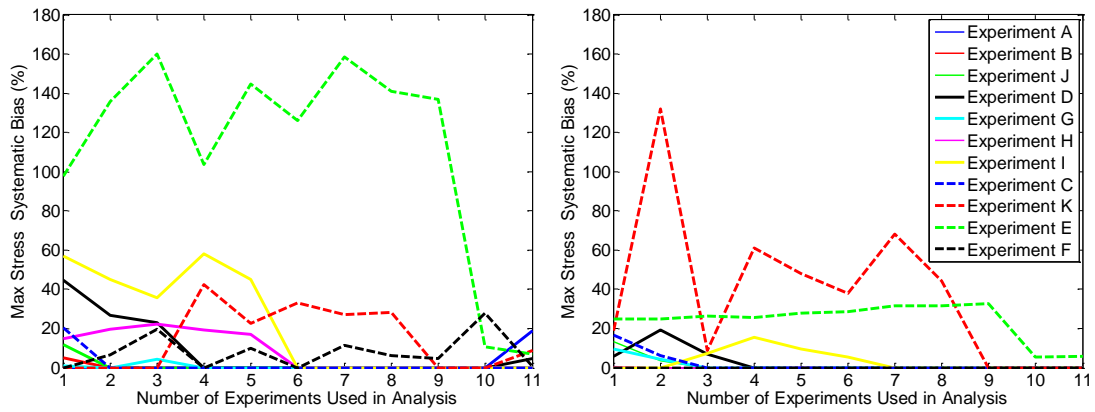 180
160
140
120
100
80
60
40
20
0
Max Stress Systematic Bias (%)
1 2 3 4 5 6 7 8 9 10 11
Number of Experiments Used in Analysis
180
160
140
120
100
80
60
40
20
0
Max Stress Systematic Bias (%)
1 2 3 4 5 6 7 8 9 10 11
Number of Experiments Used in Analysis
Experiment A
Experiment B
Experiment J
Experiment D
Experiment G
Experiment H
Experiment I
Experiment C
Experiment K
Experiment E
Experiment F